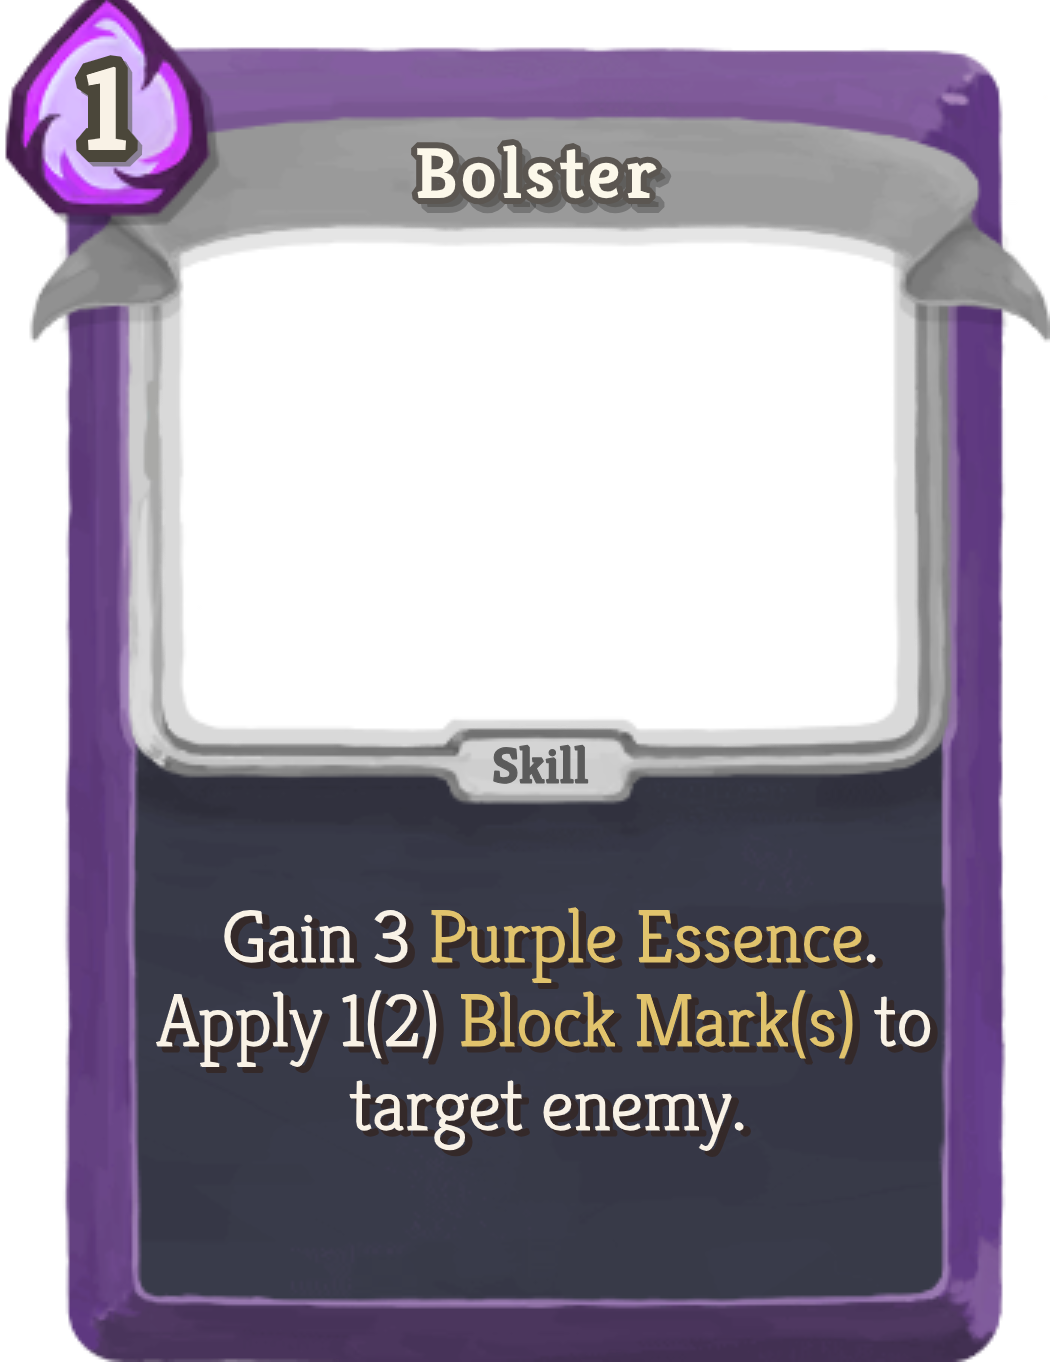 1
Bolster
Skill
Gain 3 Purple Essence.
Apply 1(2) Block Mark(s) to
target enemy.